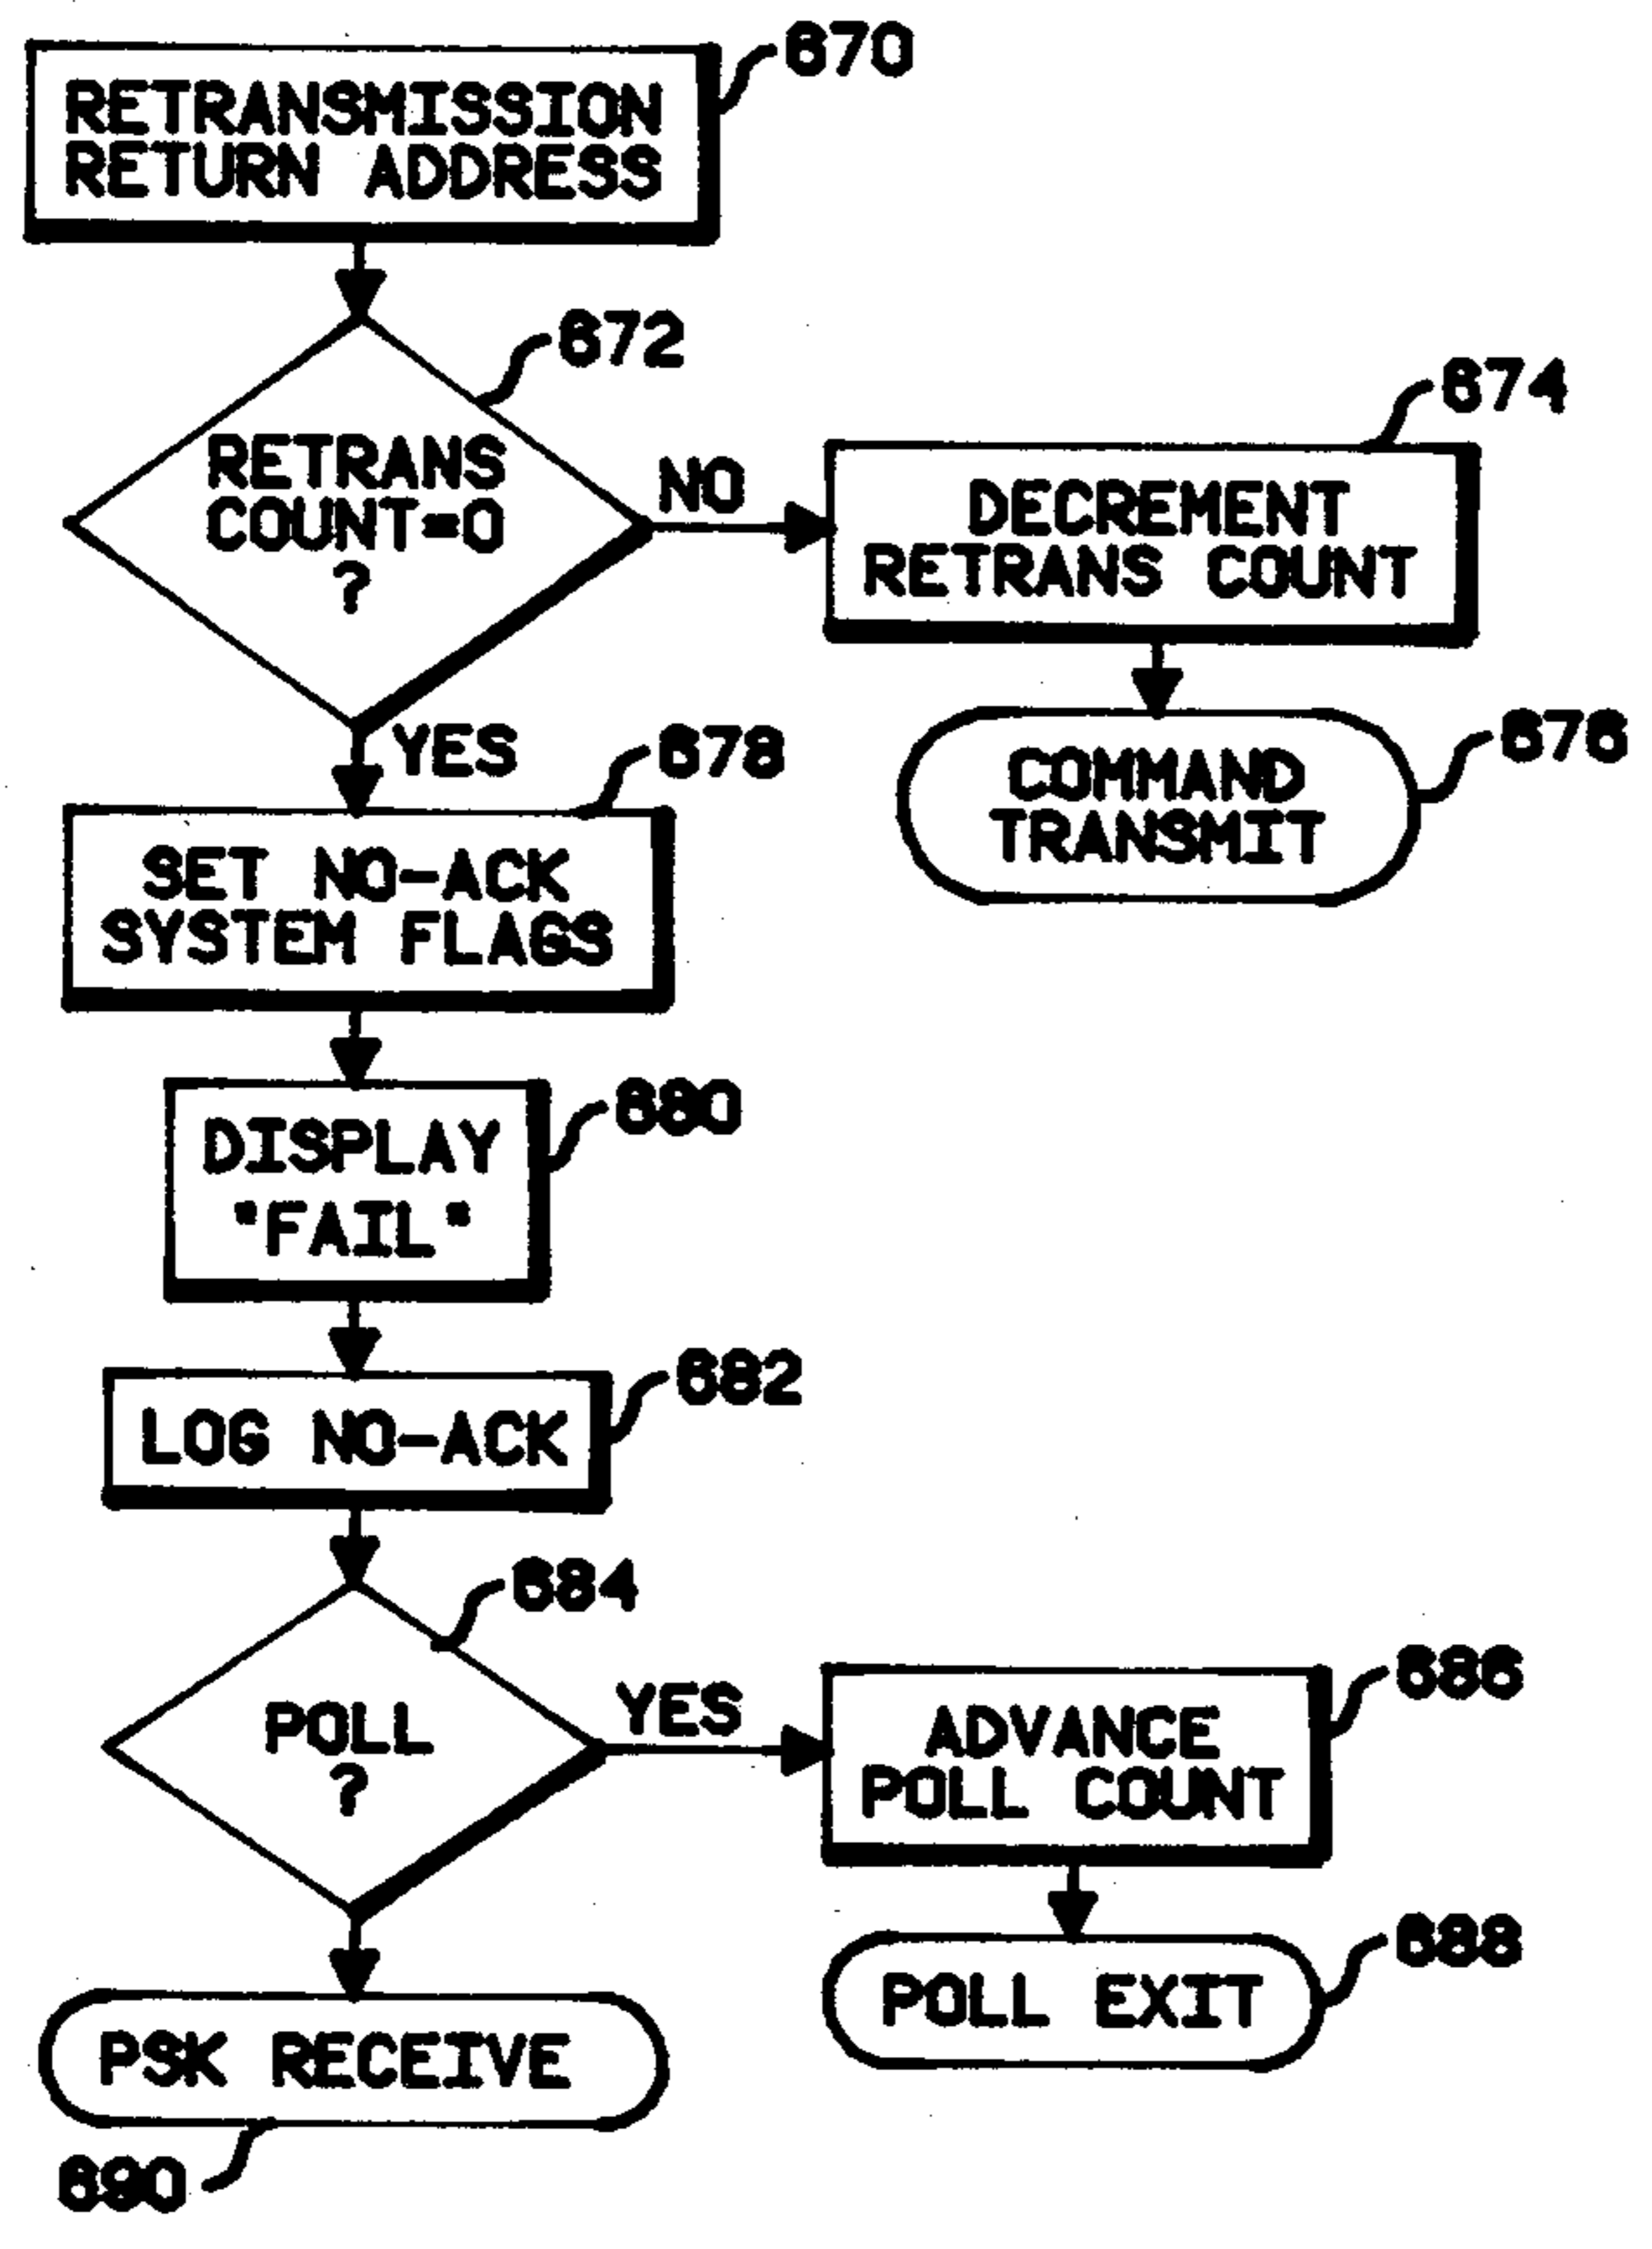 670
RETRANSMISSION
RETURN ADDRESS
672
RETRANS
COUNT=0
?
NO
674
DECREMENT
RETRANS COUNT
676
COMMAND
TRANSMIT
YES
678
SET NO-ACK
SYSTEM FLAGS
680
DISPLAY
"FAIL"
682
LOG NO-ACK
684
POLL
?
YES
686
ADVANCE
POLL COUNT
688
POLL EXIT
PSK RECEIVE
690